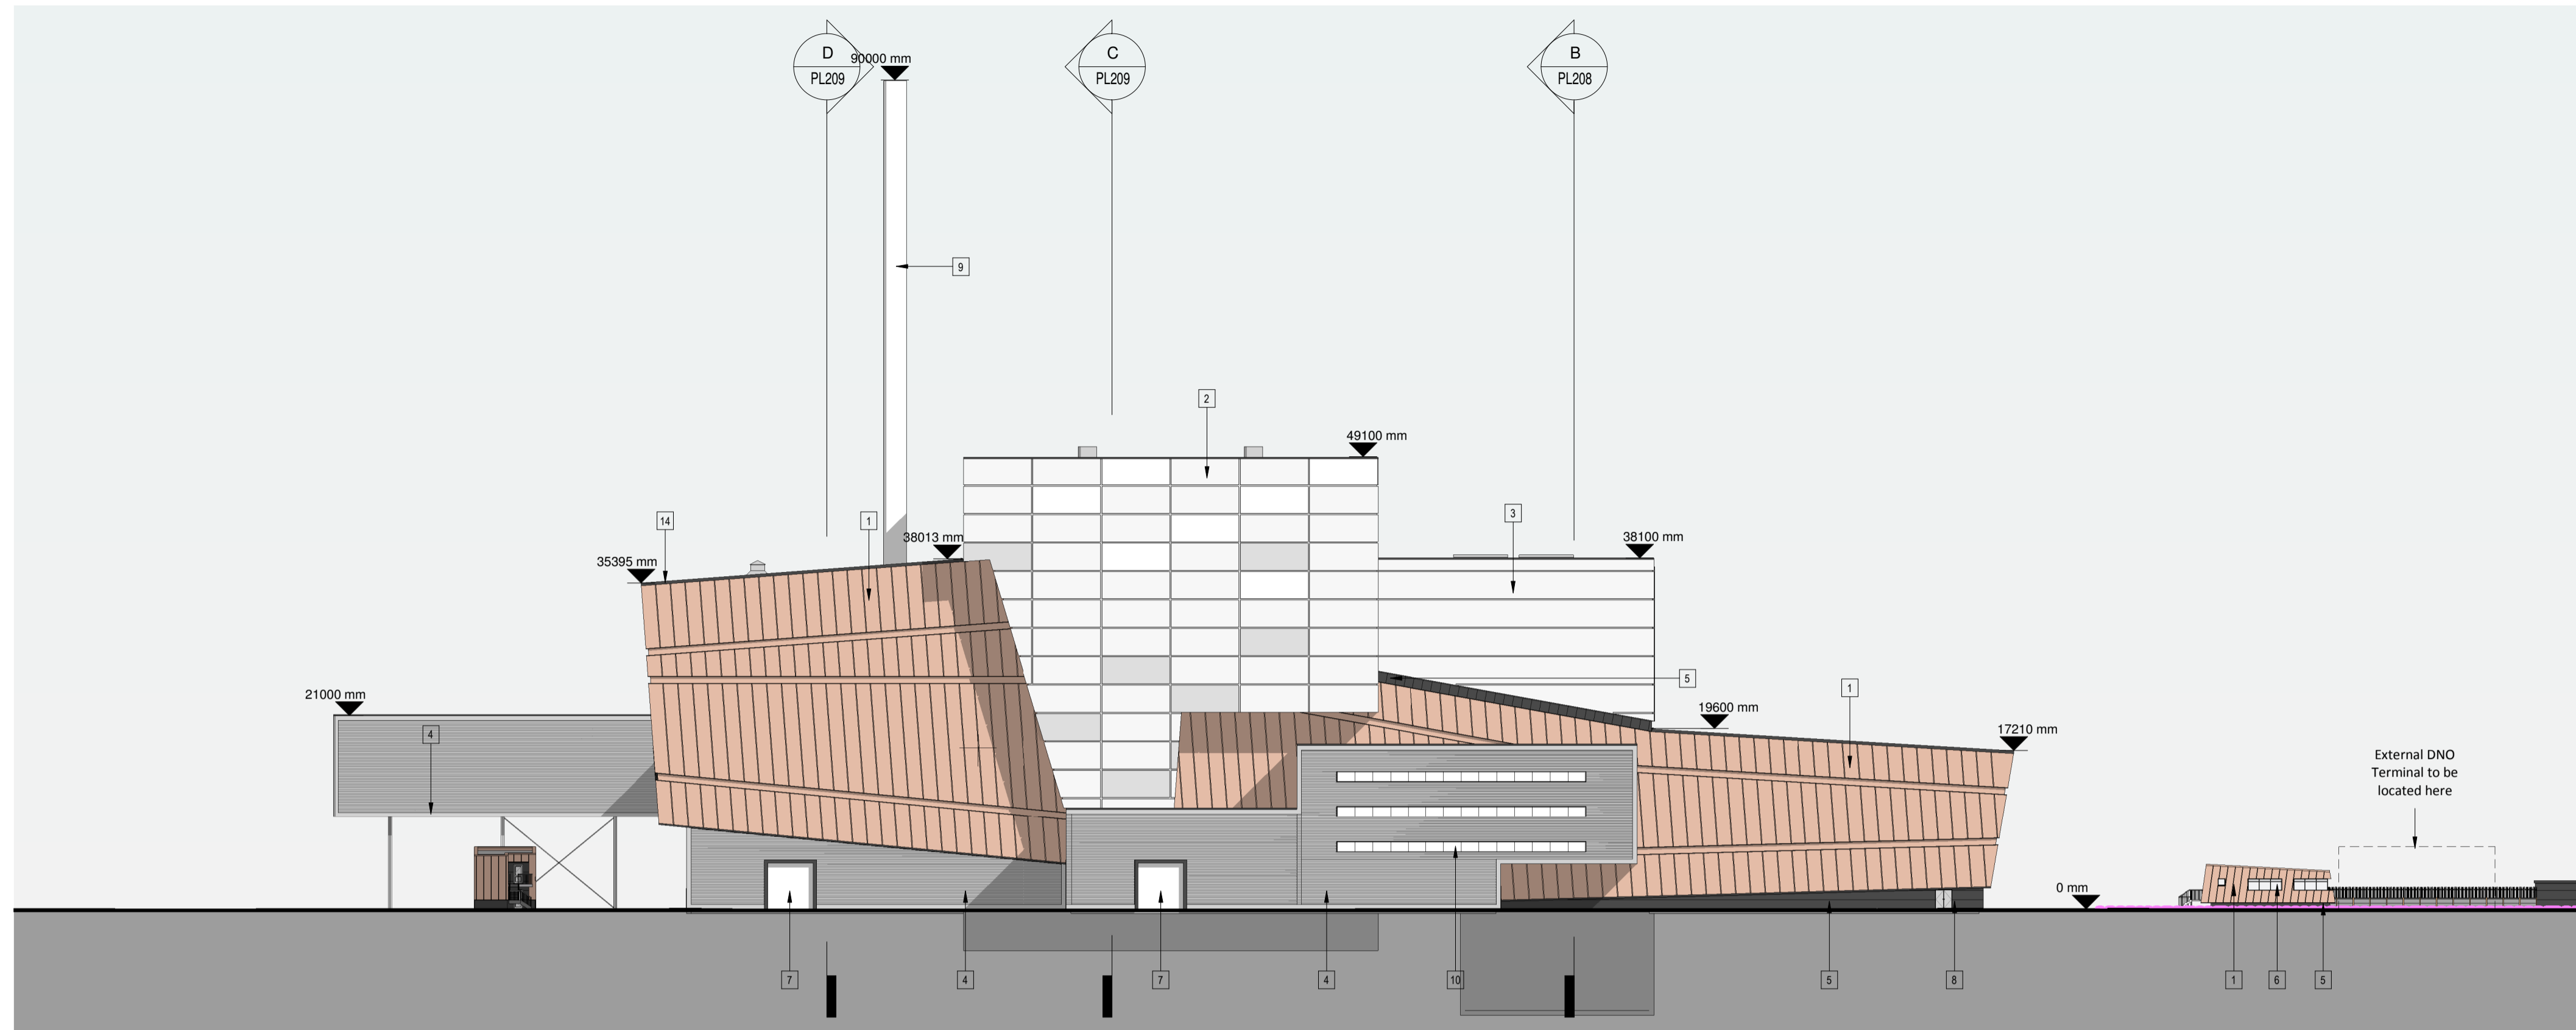 D
PL209
90000 mm
C
PL209
B
PL208
9
2
49100 mm
14
1
3
35395 mm
38013 mm
38100 mm
21000 mm
4
5
1
19600 mm
17210 mm
External DNO
Terminal to be
located here
0 mm
7
4
7
4
10
5
8
1
6
5